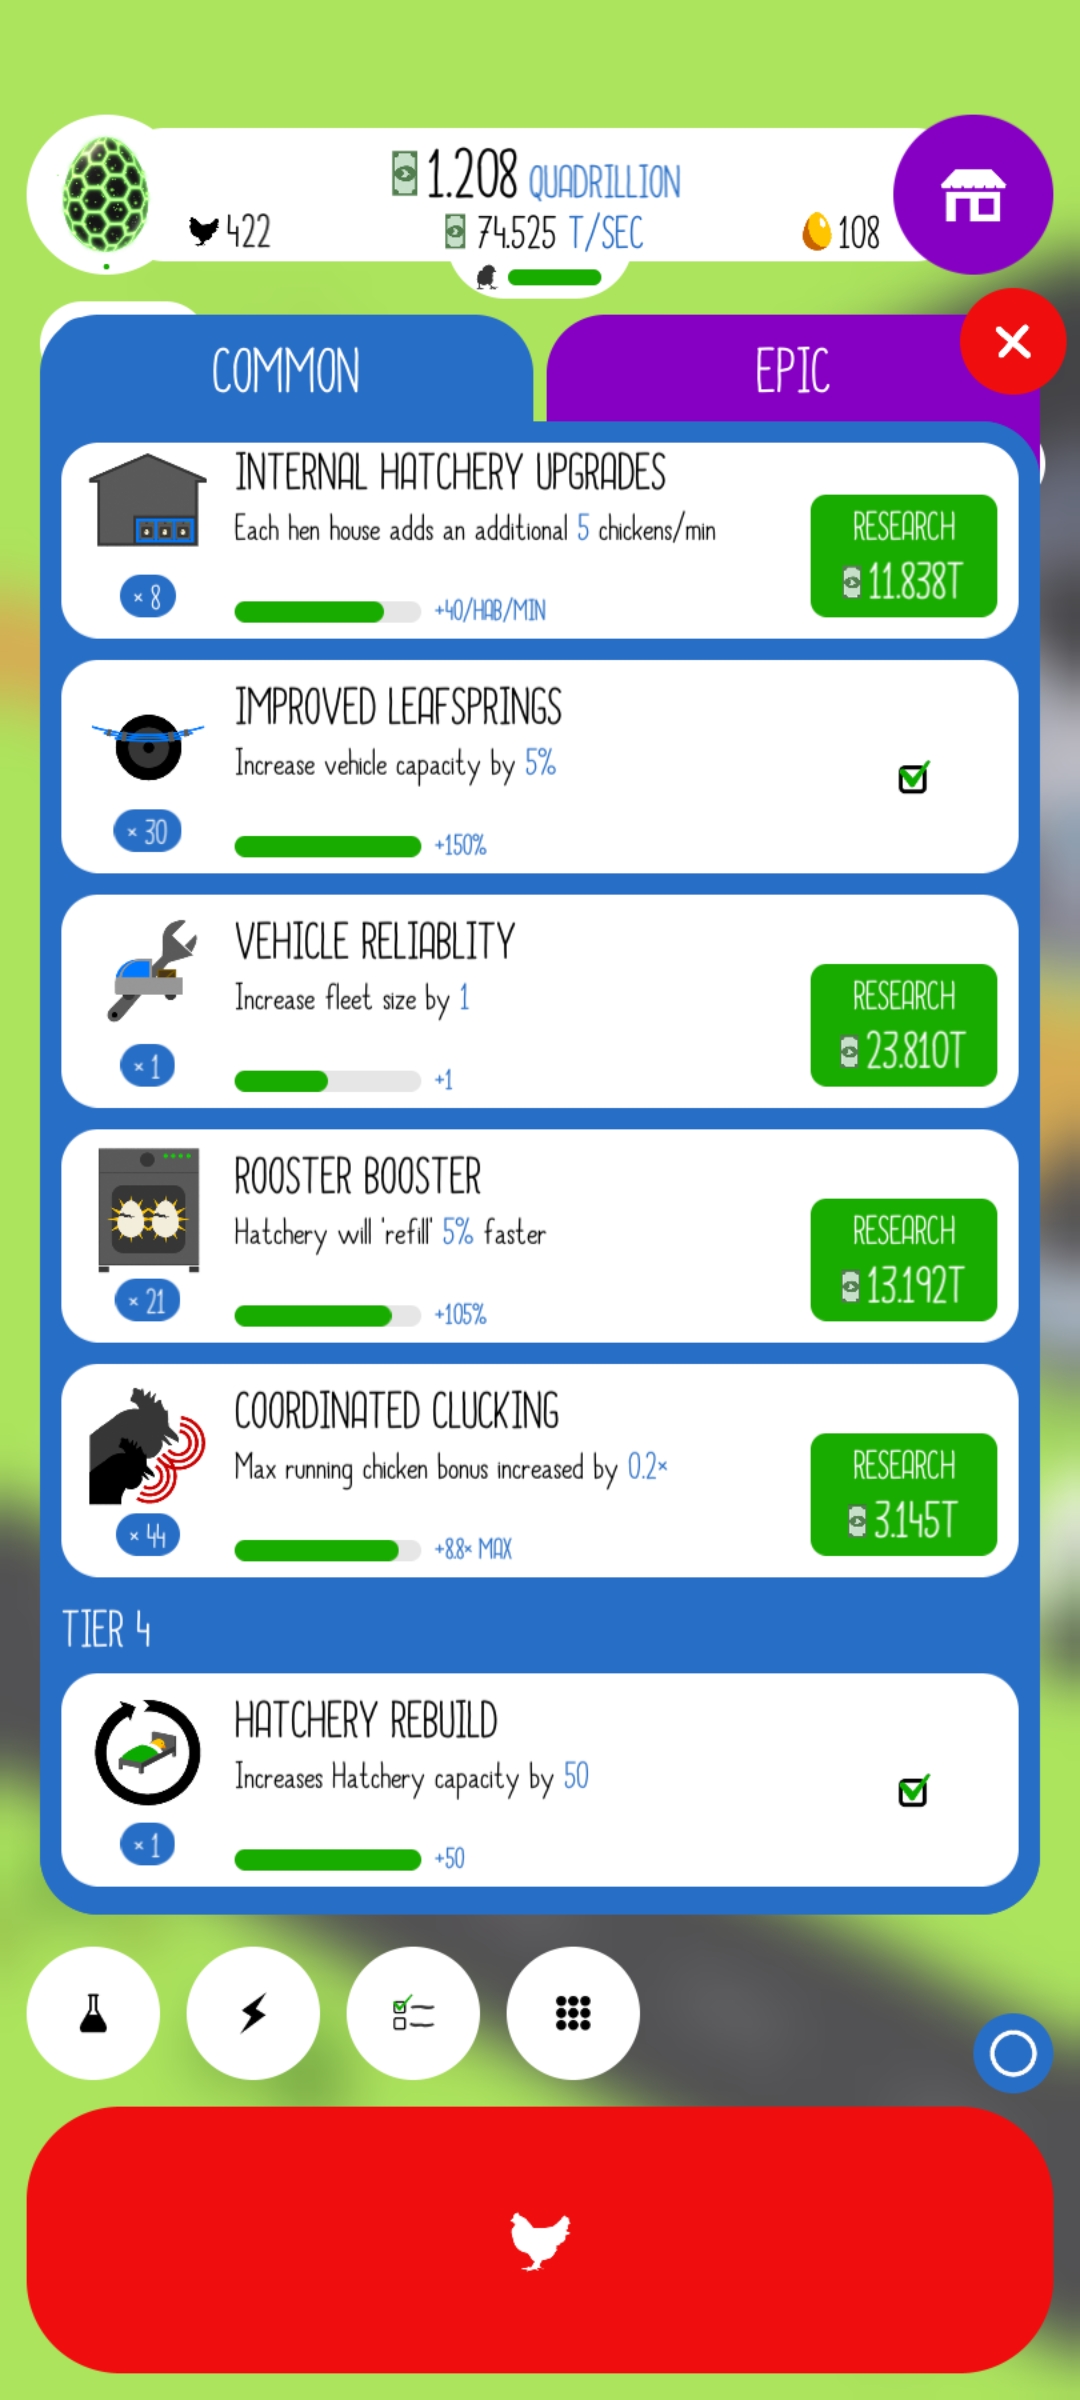 1.208 QUADRILLION
422
74.525 T/SEC
108
COMMON
EPIC
INTERNAL HATCHERY UPGRADES
Each hen house adds an additional 5 chickens/min
RESEARCH
11.838T
× 8
+40/HAB/MIN
IMPROVED LEAFSPRINGS
Increase vehicle capacity by 5%
× 30
+150%
VEHICLE RELIABLITY
Increase fleet size by 1
RESEARCH
23.810T
× 1
+1
ROOSTER BOOSTER
Hatchery will 'refill' 5% faster
RESEARCH
13.192T
× 21
+105%
COORDINATED CLUCKING
Max running chicken bonus increased by 0.2×
RESEARCH
3.145T
× 44
+8.8× MAX
TIER 4
HATCHERY REBUILD
Increases Hatchery capacity by 50
× 1
+50